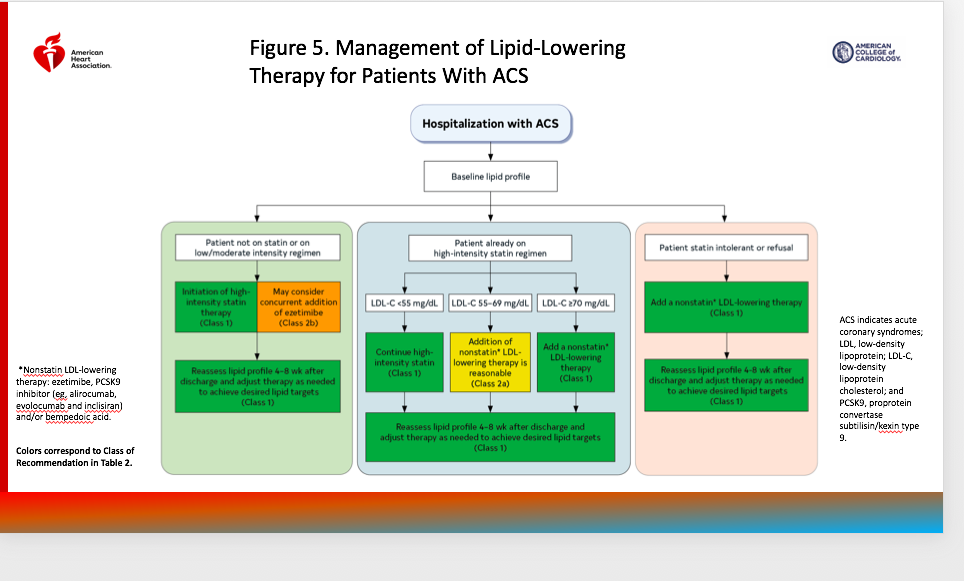 American
Heart
Association.
Figure 5. Management of Lipid-Lowering
Therapy for Patients With ACS
AMERICAN
COLLEGE of
CARDIOLOGY.
Hospitalization with ACS
Baseline lipid profile
Patient not on statin or on
low/moderate intensity regimen
Initiation of high-
intensity statin
therapy
(Class 1)
May consider
concurrent addition
of ezetimibe
(Class 2b)
Reassess lipid profile 4–8 wk after
discharge and adjust therapy as needed
to achieve desired lipid targets
(Class 1)
Patient already on
high-intensity statin regimen
LDL-C <55 mg/dL
LDL-C 55–69 mg/dL
LDL-C ≥70 mg/dL
Continue high-
intensity statin
(Class 1)
Addition of
nonstatin* LDL-
lowering therapy is
reasonable
(Class 2a)
Add a nonstatin*
LDL-lowering
therapy
(Class 1)
Reassess lipid profile 4–8 wk after discharge and
adjust therapy as needed to achieve desired lipid targets
(Class 1)
Patient statin intolerant or refusal
Add a nonstatin* LDL-lowering therapy
(Class 1)
Reassess lipid profile 4–8 wk after
discharge and adjust therapy as needed
to achieve desired lipid targets
(Class 1)
*Nonstatin LDL-lowering
therapy: ezetimibe, PCSK9
inhibitor (eg, alirocumab,
evolocumab and inclisiran)
and/or bempedoic acid.
Colors correspond to Class of
Recommendation in Table 2.
ACS indicates acute
coronary syndromes;
LDL, low-density
lipoprotein; LDL-C,
low-density
lipoprotein
cholesterol; and
PCSK9, proprotein
convertase
subtilisin/kexin type
9.